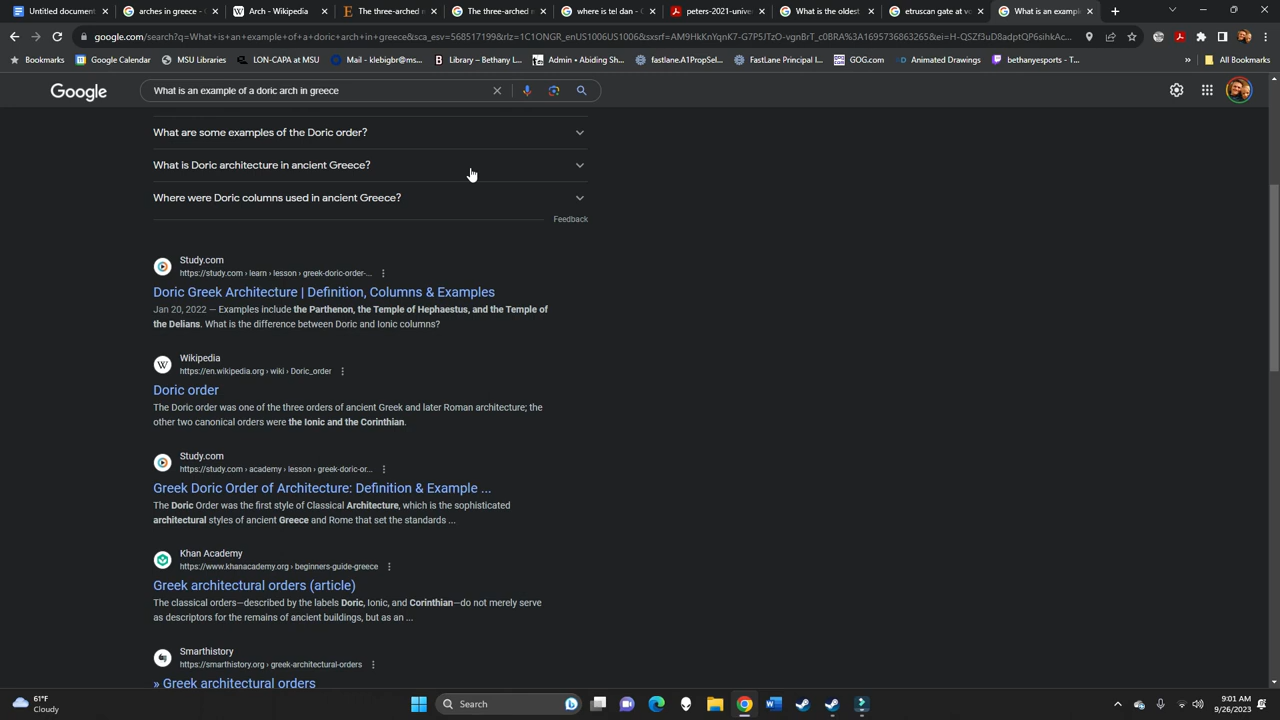 Untitled document
arches in greece - G
Arch - Wikipedia
The three-arched m
The three-arched m
where is tel dan - G
peters-2021-univer
What is the oldest
etruscan gate at vo
What is an example
google.com/search?q=What+is+an+example+of+a+doric+arch+in+greece&sca_esv=568517199&rlz=1C1ONGR_enUS1006US1006&sxsrf=AM9HkKnYqnK7-G7P5JTzO-vgnBrT_c0BRA%3A1695736863265&ei=H-QSZf3uD8adptQP6sihkAc...
Bookmarks
Google Calendar
MSU Libraries
LON-CAPA at MSU
Mail - klebigbr@ms...
Library – Bethany L...
Admin • Abiding Sh...
fastlane.A1PropSel...
FastLane Principal I...
GOG.com
Animated Drawings
bethanyesports - T...
»
All Bookmarks
Google
What is an example of a doric arch in greece
What are some examples of the Doric order?
What is Doric architecture in ancient Greece?
Where were Doric columns used in ancient Greece?
Feedback
Study.com
https://study.com › learn › lesson › greek-doric-order-...
Doric Greek Architecture | Definition, Columns & Examples
Jan 20, 2022 — Examples include the Parthenon, the Temple of Hephaestus, and the Temple of
the Delians. What is the difference between Doric and Ionic columns?
W
Wikipedia
https://en.wikipedia.org › wiki › Doric_order
Doric order
The Doric order was one of the three orders of ancient Greek and later Roman architecture; the
other two canonical orders were the Ionic and the Corinthian.
Study.com
https://study.com › academy › lesson › greek-doric-or...
Greek Doric Order of Architecture: Definition & Example ...
The Doric Order was the first style of Classical Architecture, which is the sophisticated
architectural styles of ancient Greece and Rome that set the standards ...
Khan Academy
https://www.khanacademy.org › beginners-guide-greece
Greek architectural orders (article)
The classical orders—described by the labels Doric, Ionic, and Corinthian—do not merely serve
as descriptors for the remains of ancient buildings, but as an ...
Smarthistory
https://smarthistory.org › greek-architectural-orders
» Greek architectural orders
61°F
Cloudy
Search
9:01 AM
9/26/2023